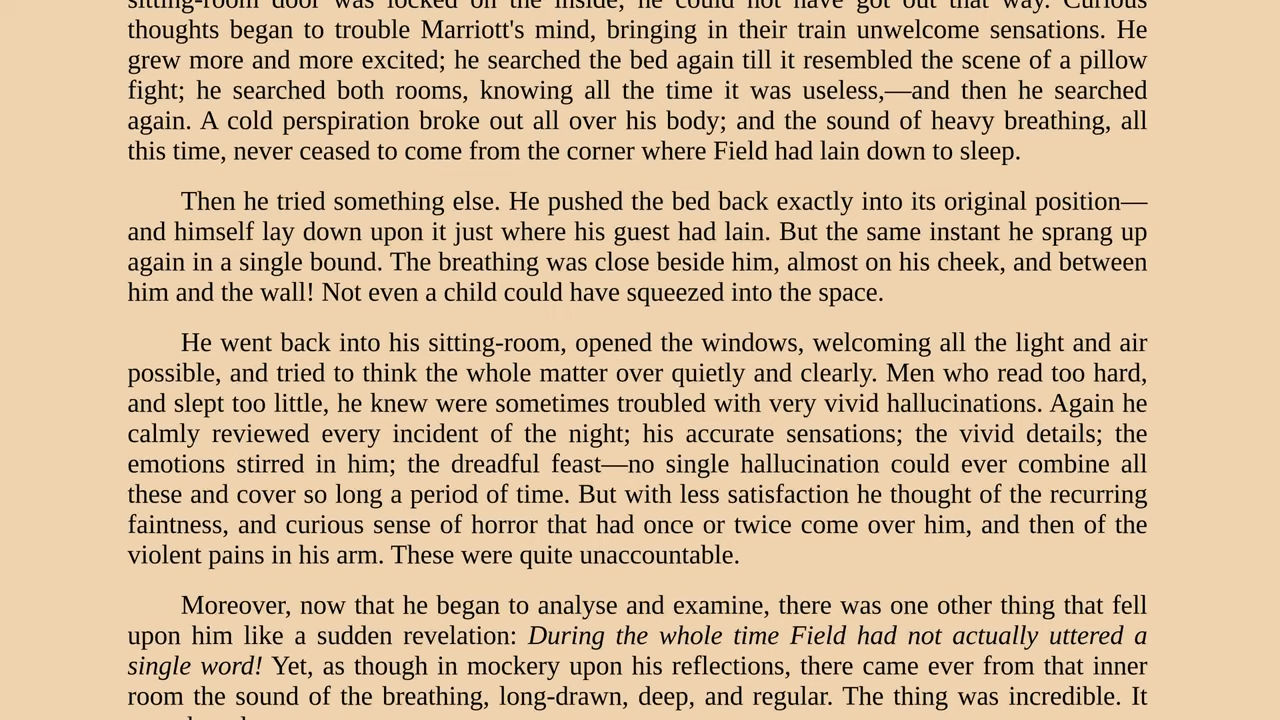 sitting-room door was locked on the inside, he could not have got out that way. Curious
thoughts began to trouble Marriott's mind, bringing in their train unwelcome sensations. He
grew more and more excited; he searched the bed again till it resembled the scene of a pillow
fight; he searched both rooms, knowing all the time it was useless,—and then he searched
again. A cold perspiration broke out all over his body; and the sound of heavy breathing, all
this time, never ceased to come from the corner where Field had lain down to sleep.
Then he tried something else. He pushed the bed back exactly into its original position—
and himself lay down upon it just where his guest had lain. But the same instant he sprang up
again in a single bound. The breathing was close beside him, almost on his cheek, and between
him and the wall! Not even a child could have squeezed into the space.
He went back into his sitting-room, opened the windows, welcoming all the light and air
possible, and tried to think the whole matter over quietly and clearly. Men who read too hard,
and slept too little, he knew were sometimes troubled with very vivid hallucinations. Again he
calmly reviewed every incident of the night; his accurate sensations; the vivid details; the
emotions stirred in him; the dreadful feast—no single hallucination could ever combine all
these and cover so long a period of time. But with less satisfaction he thought of the recurring
faintness, and curious sense of horror that had once or twice come over him, and then of the
violent pains in his arm. These were quite unaccountable.
Moreover, now that he began to analyse and examine, there was one other thing that fell
upon him like a sudden revelation: During the whole time Field had not actually uttered a
single word! Yet, as though in mockery upon his reflections, there came ever from that inner
room the sound of the breathing, long-drawn, deep, and regular. The thing was incredible. It